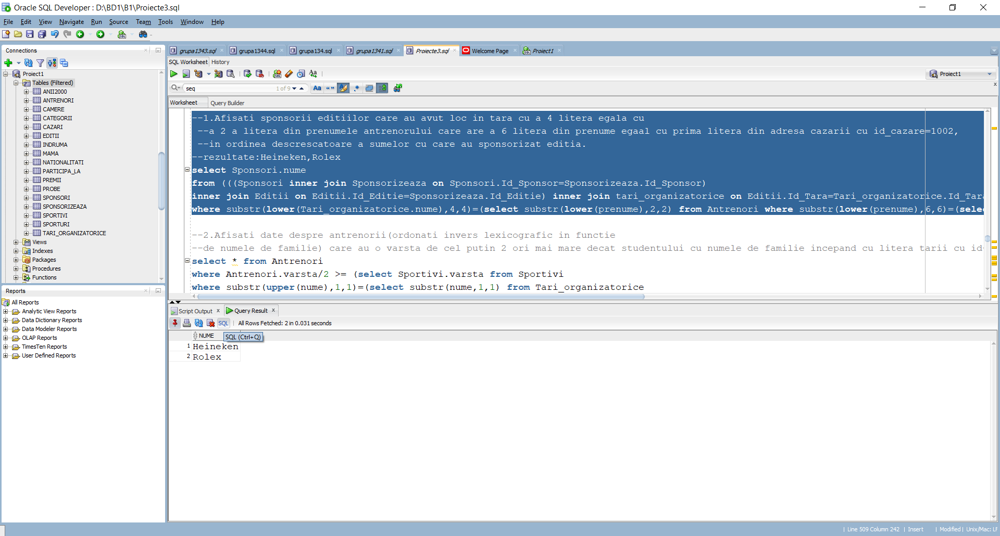 Oracle SQL Developer : D:\BD1\B1\Proiecte3.sql
File Edit View Navigate Run Source Team Tools Window Help
Connections
Proiect1
Tables (Filtered)
ANII2000
ANTRENORI
CAMERE
CATEGORII
CAZARI
EDITII
INDRUMA
MAMA
NATIONALITATI
PARTICIPA_LA
PREMII
PROBE
SPONSORI
SPONSORIZEAZA
SPORTIVI
SPORTURI
TARI_ORGANIZATORICE
Views
Indexes
Packages
Procedures
Functions
Reports
All Reports
Analytic View Reports
Data Dictionary Reports
Data Modeler Reports
OLAP Reports
TimesTen Reports
User Defined Reports
grupa1343.sql grupa1344.sql grupa134.sql grupa1341.sql Proiecte3.sql Welcome Page Proiect1
SQL Worksheet History
Proiect1
seq 1 of 9
Worksheet Query Builder
--1.Afisati sponsorii editiilor care au avut loc in tara cu a 4 litera egala cu
--a 2 a litera din prenumele antrenorului care are a 6 litera din prenume egaal cu prima litera din adresa cazarii cu id_cazare=1002,
--in ordinea descrescatoare a sumelor cu care au sponsorizat editia.
--rezultate:Heineken,Rolex
select Sponsori.nume
from (((Sponsori inner join Sponsorizeaza on Sponsori.Id_Sponsor=Sponsorizeaza.Id_Sponsor)
inner join Editii on Editii.Id_Editie=Sponsorizeaza.Id_Editie) inner join tari_organizatorice on Editii.Id_Tara=Tari_organizatorice.Id_Tara
where substr(lower(Tari_organizatorice.nume),4,4)=(select substr(lower(prenume),2,2) from Antrenori where substr(lower(prenume),6,6)=(selec
--2.Afisati date despre antrenorii(ordonati invers lexicografic in functie
--de numele de familie) care au o varsta de cel putin 2 ori mai mare decat studentului cu numele de familie incepand cu litera tarii cu id
select * from Antrenori
where Antrenori.varsta/2 >= (select Sportivi.varsta from Sportivi
where substr(upper(nume),1,1)=(select substr(nume,1,1) from Tari_organizatorice
Script Output Query Result
SQL All Rows Fetched: 2 in 0.031 seconds
NUME
SQL (Ctrl+Q)
1 Heineken
2 Rolex
Line 509 Column 242 Insert Modified Unix/Mac: LF